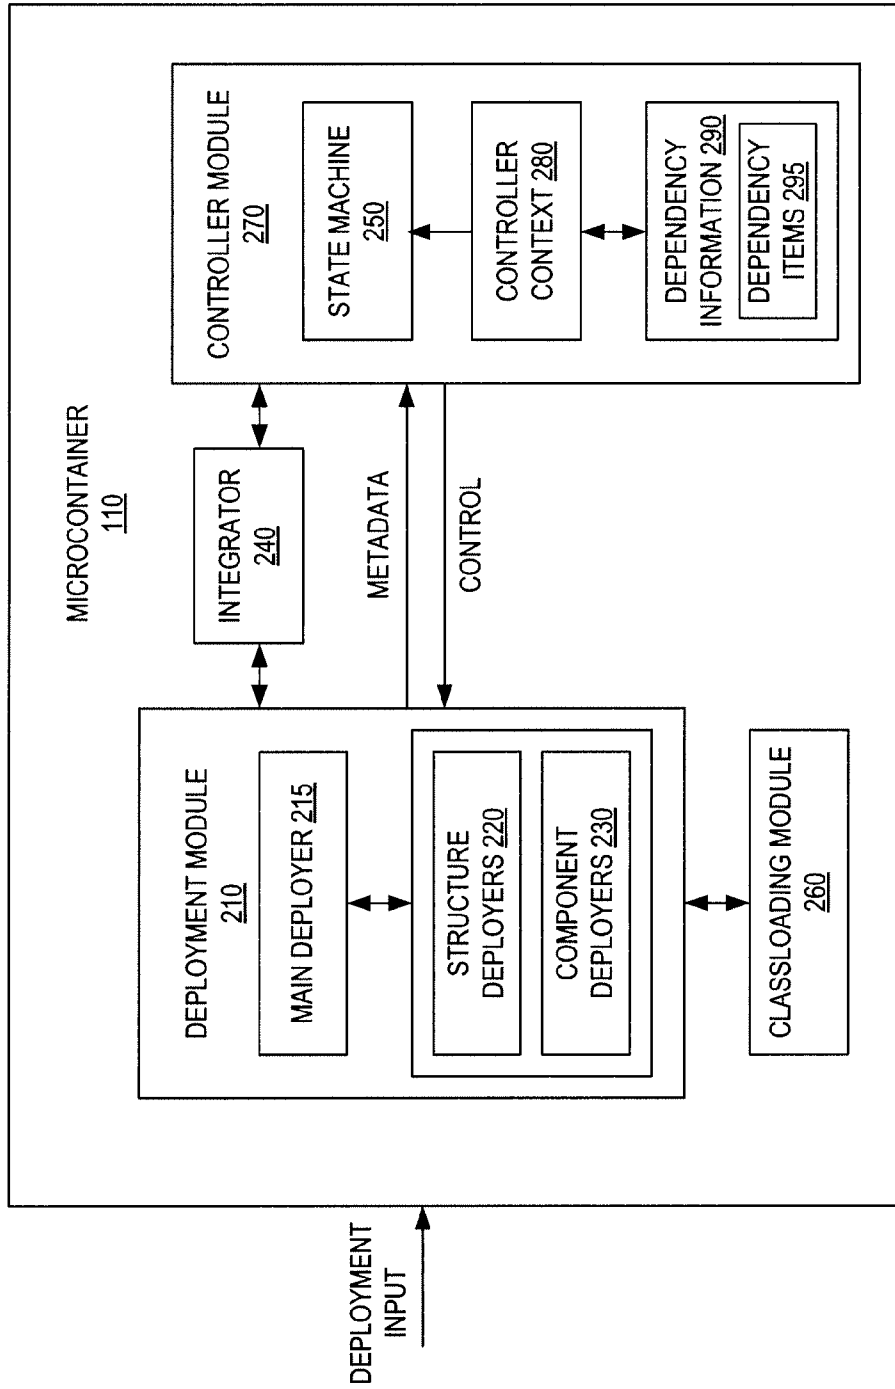 MICROCONTAINER
110
DEPLOYMENT
INPUT
DEPLOYMENT MODULE
210
MAIN DEPLOYER 215
STRUCTURE
DEPLOYERS 220
COMPONENT
DEPLOYERS 230
CLASSLOADING MODULE
260
INTEGRATOR
240
METADATA
CONTROL
CONTROLLER MODULE
270
STATE MACHINE
250
CONTROLLER
CONTEXT 280
DEPENDENCY
INFORMATION 290
DEPENDENCY
ITEMS 295